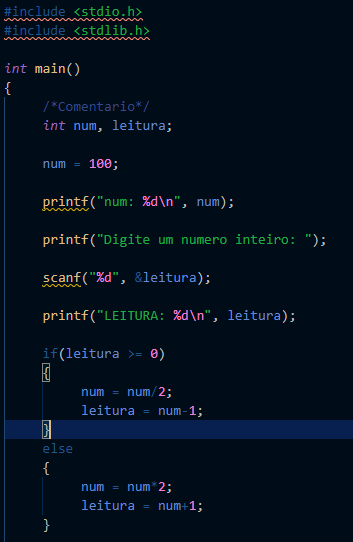 #include <stdio.h>
#include <stdlib.h>
int main()
{
/*Comentario*/
int num, leitura;
num = 100;
printf("num: %d\n", num);
printf("Digite um numero inteiro: ");
scanf("%d", &leitura);
printf("LEITURA: %d\n", leitura);
if(leitura >= 0)
{
num = num/2;
leitura = num-1;
}
else
{
num = num*2;
leitura = num+1;
}